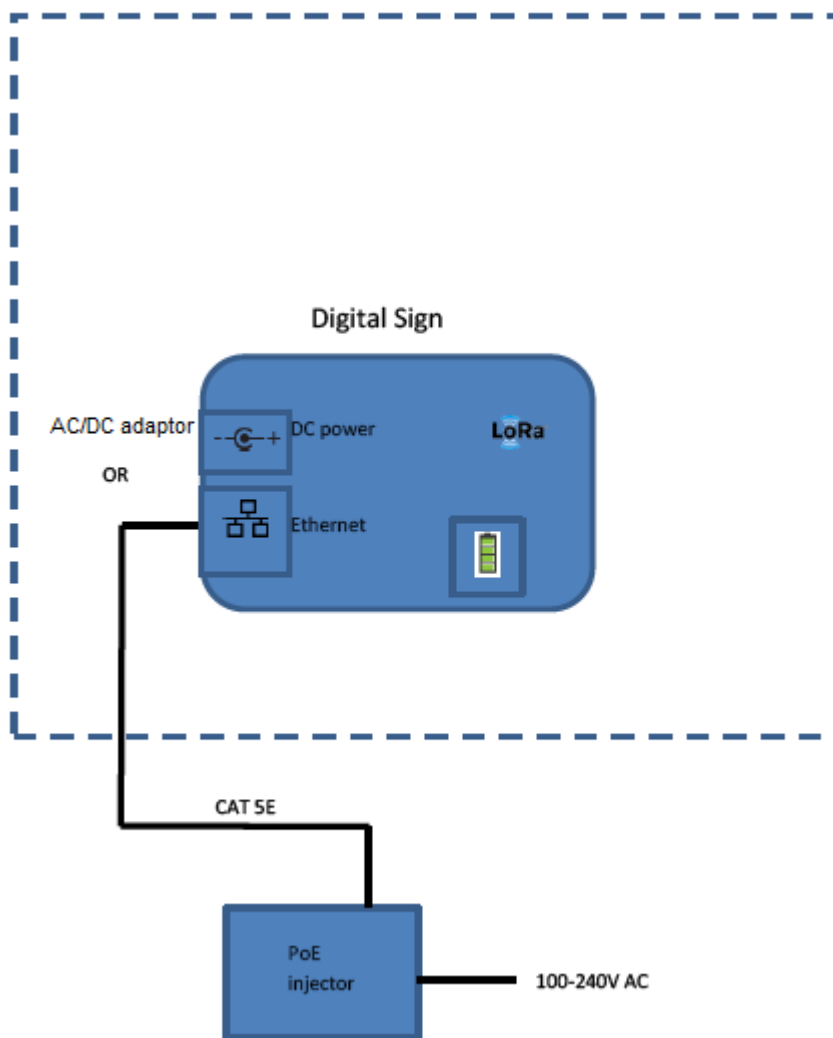 Digital Sign
AC/DC adaptor
DC power
LoRa
OR
Ethernet
CAT 5E
PoE
injector
100-240V AC